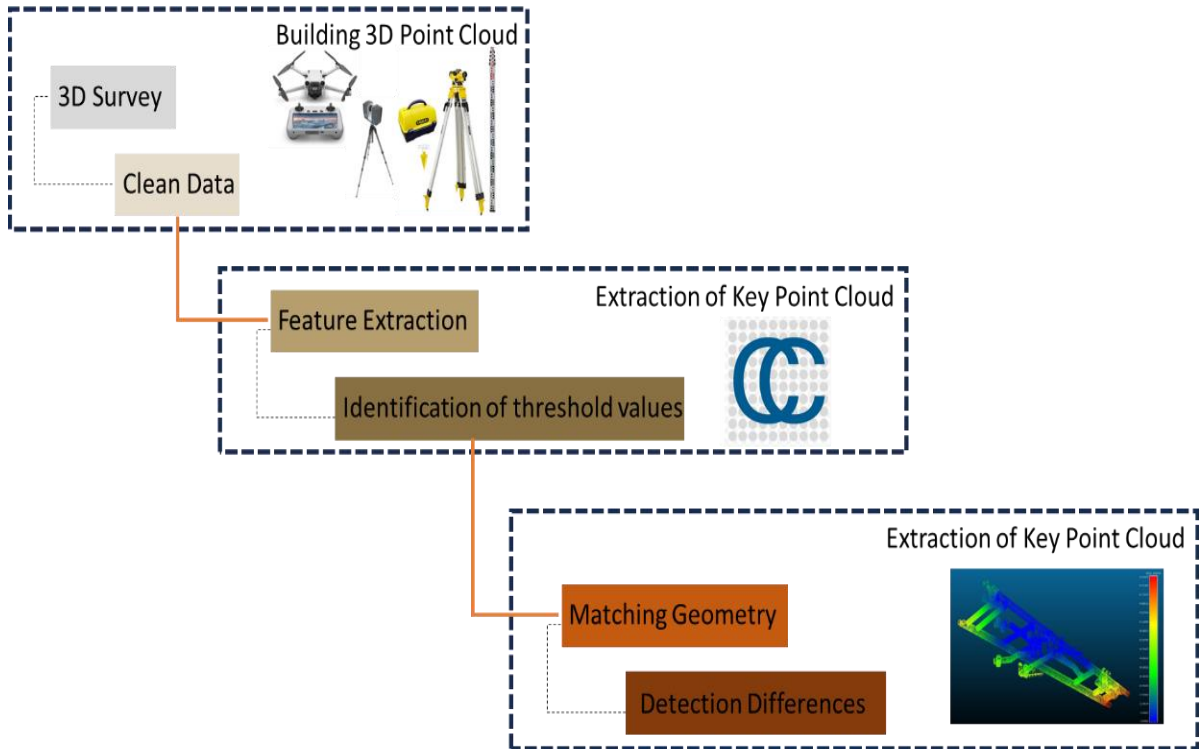 Building 3D Point Cloud
3D Survey
Clean Data
Extraction of Key Point Cloud
Feature Extraction
CC
Identification of threshold values
Extraction of Key Point Cloud
Matching Geometry
Detection Differences